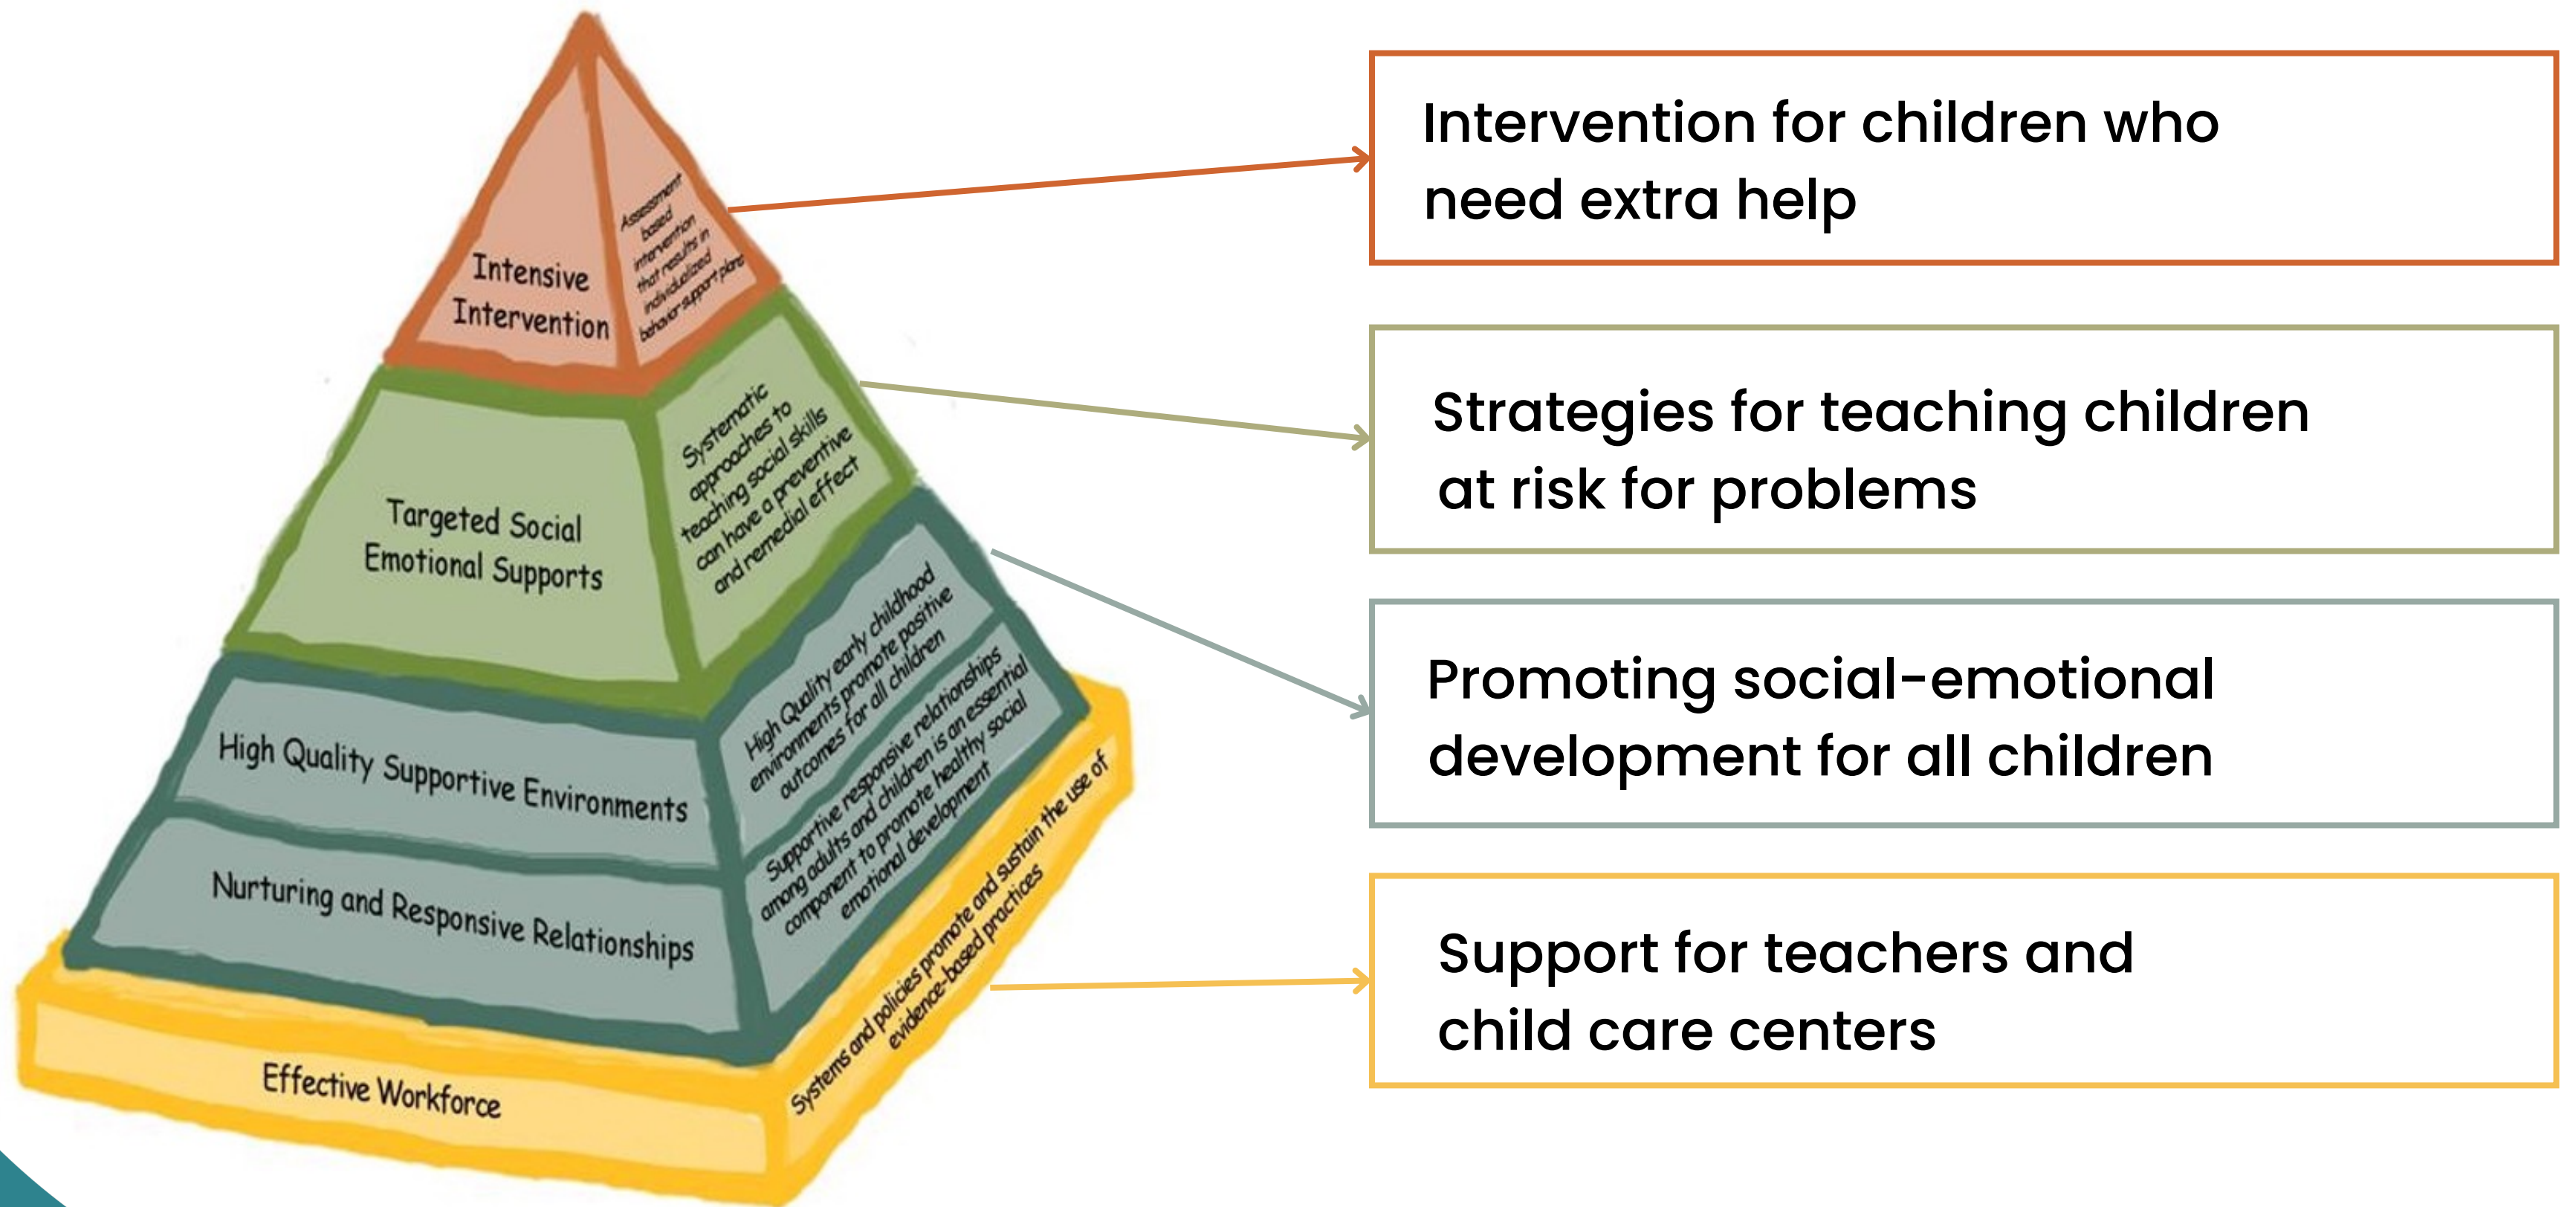 Intensive
Intervention
Assessment
based
intervention
that results in
individualized
behavior support plans
Targeted Social
Emotional Supports
Systematic
approaches to
teaching social skills
can have a preventive
and remedial effect
High Quality Supportive Environments
High Quality early childhood
environments promote positive
outcomes for all children
Nurturing and Responsive Relationships
Supportive responsive relationships
among adults and children is an essential
component to promote healthy social
emotional development
Effective Workforce
Systems and policies promote and sustain the use of
evidence-based practices
Intervention for children who
need extra help
Strategies for teaching children
at risk for problems
Promoting social-emotional
development for all children
Support for teachers and
child care centers